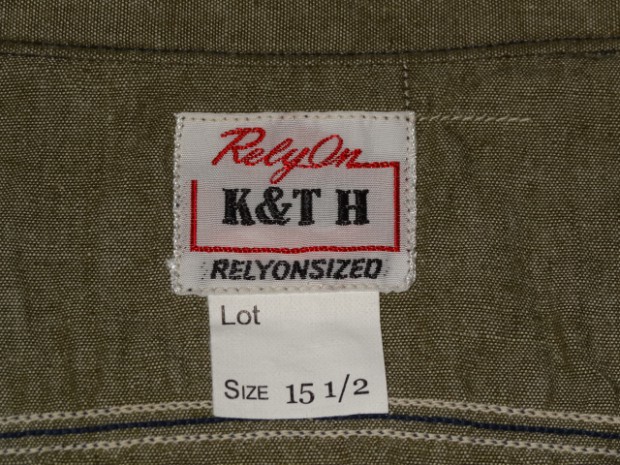 RelyOn
K&T H
RELYONSIZED
Lot
SIZE 15 1/2